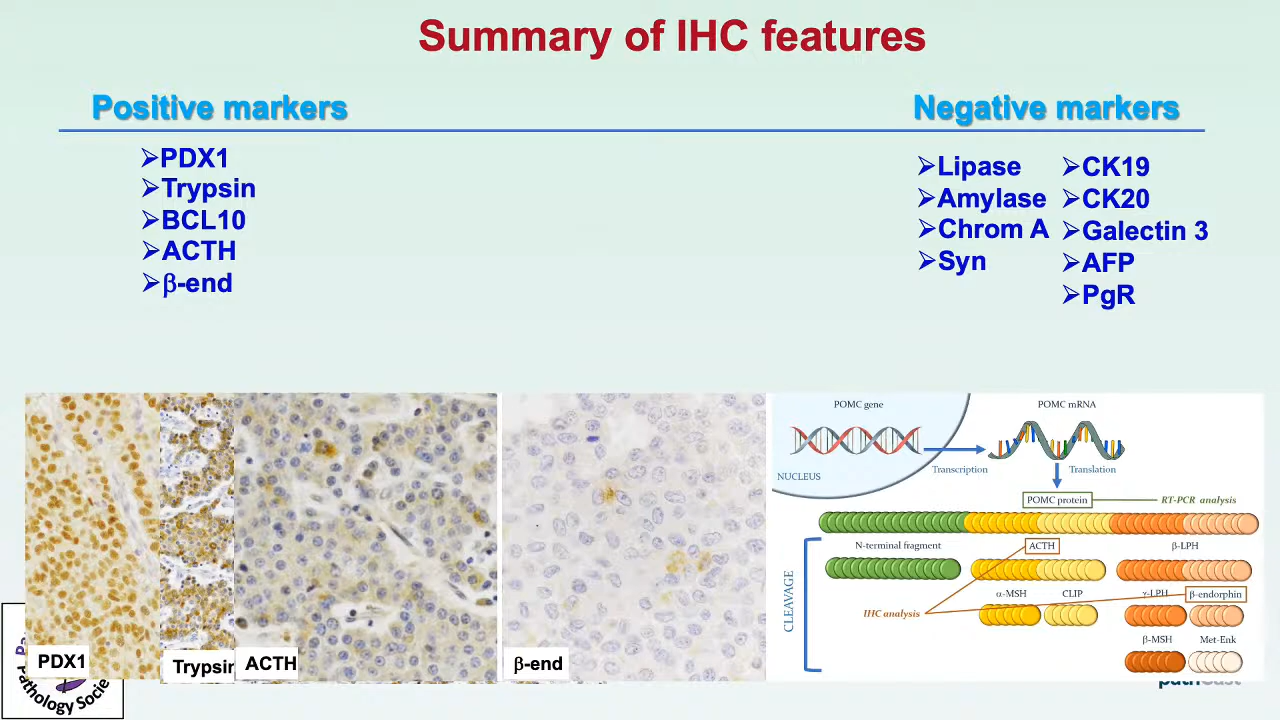 Summary of IHC features
Positive markers
Negative markers
➢PDX1
➢Trypsin
➢BCL10
➢ACTH
➢β-end
➢Lipase
➢Amylase
➢Chrom A
➢Syn
➢CK19
➢CK20
➢Galectin 3
➢AFP
➢PgR
PDX1
Trypsin
ACTH
β-end
POMC gene
POMC mRNA
NUCLEUS
Transcription
Translation
POMC protein
RT-PCR analysis
N-terminal fragment
ACTH
β-LPH
CLEAVAGE
α-MSH
CLIP
γ-LPH
β-endorphin
IHC analysis
β-MSH
Met-Enk
Pathology Socie